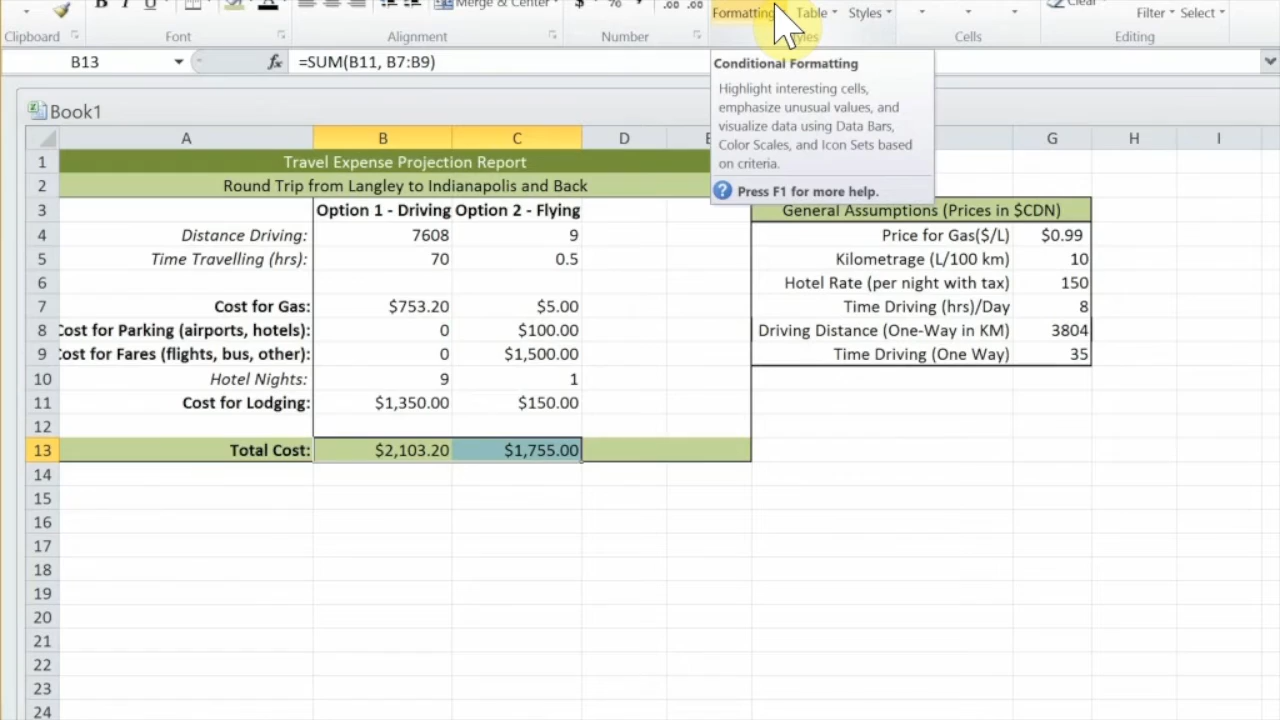 B I U Merge & Center $ % .00 .00 Formatting Table Styles Clear Filter Select
Clipboard Font Alignment Number Cells Editing
B13 fx =SUM(B11, B7:B9)
Conditional Formatting
Highlight interesting cells,
emphasize unusual values, and
visualize data using Data Bars,
Color Scales, and Icon Sets based
on criteria.
Press F1 for more help.
Book1
A B C D G H I
1 Travel Expense Projection Report
2 Round Trip from Langley to Indianapolis and Back
3 Option 1 - Driving Option 2 - Flying General Assumptions (Prices in $CDN)
4 Distance Driving: 7608 9 Price for Gas($/L) $0.99
5 Time Travelling (hrs): 70 0.5 Kilometrage (L/100 km) 10
6 Hotel Rate (per night with tax) 150
7 Cost for Gas: $753.20 $5.00 Time Driving (hrs)/Day 8
8 Cost for Parking (airports, hotels): 0 $100.00 Driving Distance (One-Way in KM) 3804
9 Cost for Fares (flights, bus, other): 0 $1,500.00 Time Driving (One Way) 35
10 Hotel Nights: 9 1
11 Cost for Lodging: $1,350.00 $150.00
12
13 Total Cost: $2,103.20 $1,755.00
14
15
16
17
18
19
20
21
22
23
24